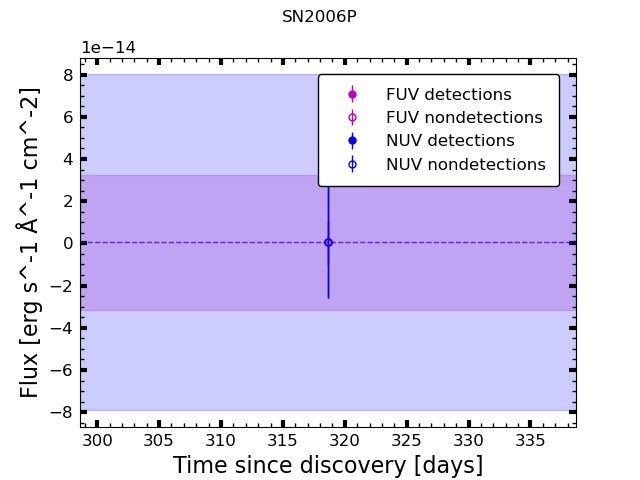 SN2006P
1e−14
8
6
4
2
0
−2
−4
−6
−8
Flux [erg s^-1 Å^-1 cm^-2]
FUV detections
FUV nondetections
NUV detections
NUV nondetections
300 305 310 315 320 325 330 335
Time since discovery [days]